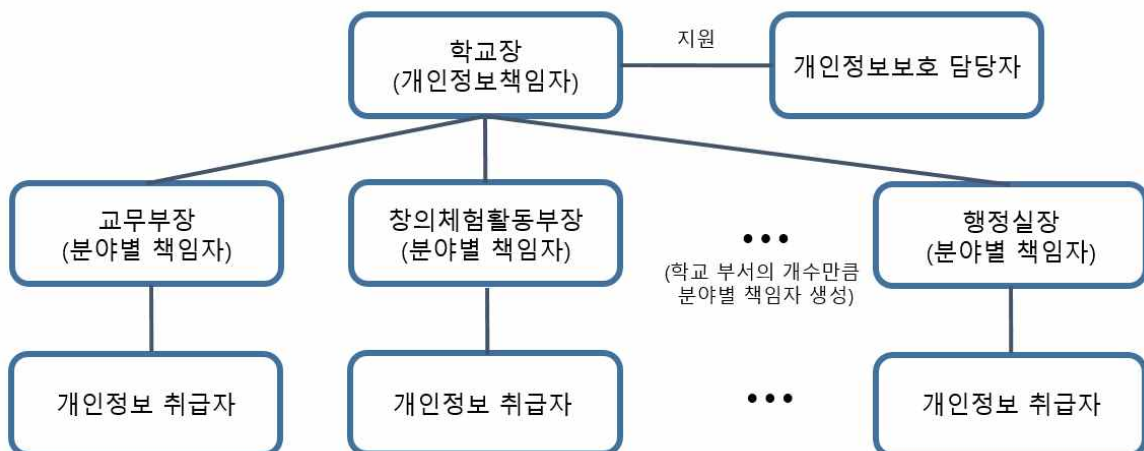 학교장
(개인정보책임자)
지원
개인정보보호 담당자
교무부장
(분야별 책임자)
창의체험활동부장
(분야별 책임자)
•••
(학교 부서의 개수만큼
분야별 책임자 생성)
행정실장
(분야별 책임자)
개인정보 취급자
개인정보 취급자
•••
개인정보 취급자